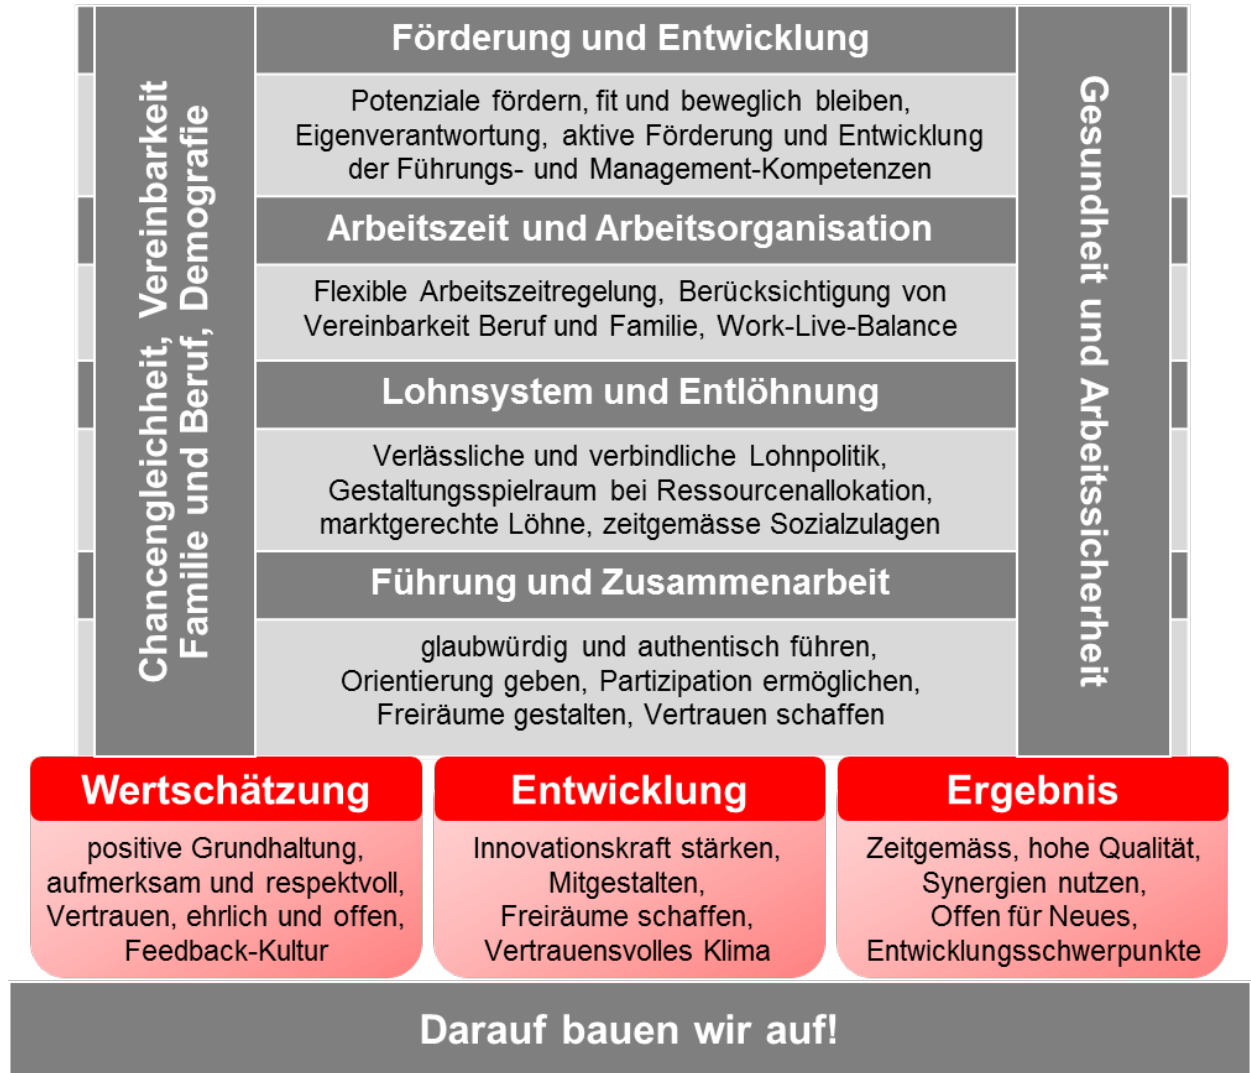 Chancengleichheit, Vereinbarkeit
Familie und Beruf, Demografie
Förderung und Entwicklung
Potenziale fördern, fit und beweglich bleiben,
Eigenverantwortung, aktive Förderung und Entwicklung
der Führungs- und Management-Kompetenzen
Arbeitszeit und Arbeitsorganisation
Flexible Arbeitszeitregelung, Berücksichtigung von
Vereinbarkeit Beruf und Familie, Work-Live-Balance
Lohnsystem und Entlöhnung
Verlässliche und verbindliche Lohnpolitik,
Gestaltungsspielraum bei Ressourcenallokation,
marktgerechte Löhne, zeitgemässe Sozialzulagen
Führung und Zusammenarbeit
glaubwürdig und authentisch führen,
Orientierung geben, Partizipation ermöglichen,
Freiräume gestalten, Vertrauen schaffen
Gesundheit und Arbeitssicherheit
Wertschätzung
positive Grundhaltung,
aufmerksam und respektvoll,
Vertrauen, ehrlich und offen,
Feedback-Kultur
Entwicklung
Innovationskraft stärken,
Mitgestalten,
Freiräume schaffen,
Vertrauensvolles Klima
Ergebnis
Zeitgemäss, hohe Qualität,
Synergien nutzen,
Offen für Neues,
Entwicklungsschwerpunkte
Darauf bauen wir auf!